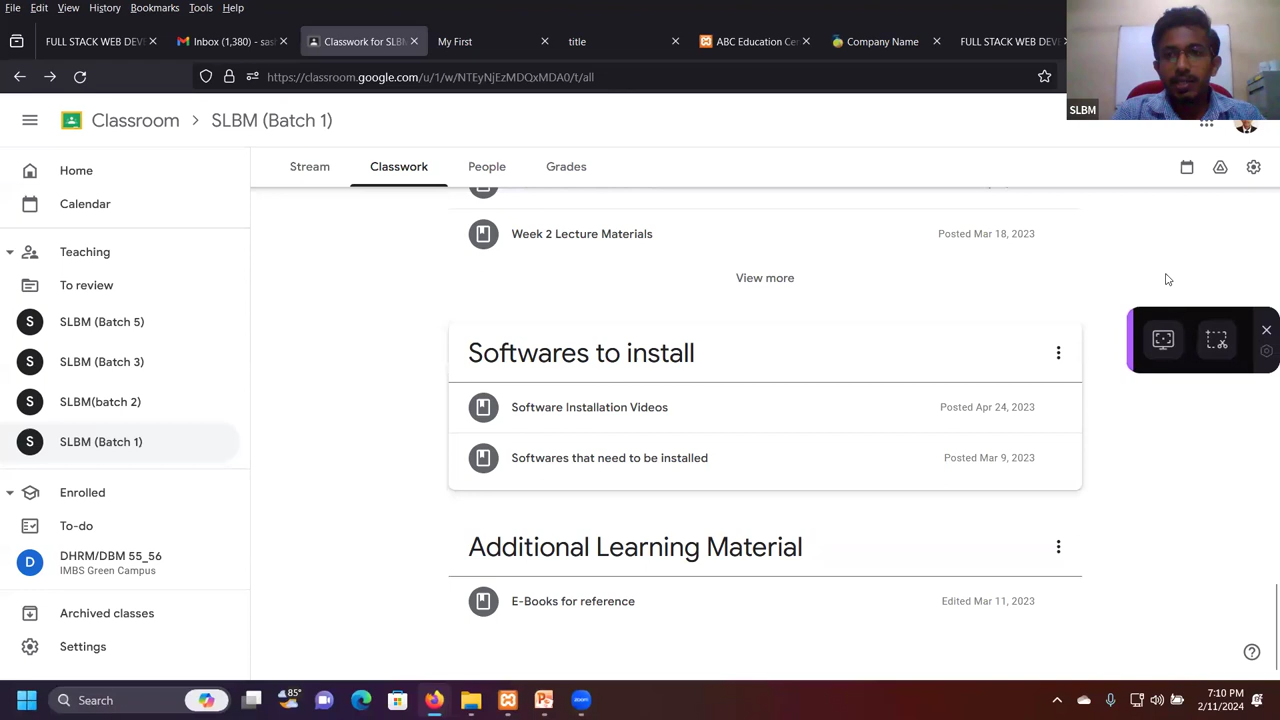 File Edit View History Bookmarks Tools Help
FULL STACK WEB DEV
Inbox (1,380) - sas
Classwork for SLBM
My First
title
ABC Education Ce
Company Name
FULL STACK WEB DEV
https://classroom.google.com/u/1/w/NTEyNjEzMDQxMDA0/t/all
SLBM
Classroom > SLBM (Batch 1)
Stream Classwork People Grades
Home
Calendar
Teaching
To review
S SLBM (Batch 5)
S SLBM (Batch 3)
S SLBM(batch 2)
S SLBM (Batch 1)
Enrolled
To-do
D DHRM/DBM 55_56
IMBS Green Campus
Archived classes
Settings
Week 2 Lecture Materials Posted Mar 18, 2023
View more
Softwares to install
Software Installation Videos Posted Apr 24, 2023
Softwares that need to be installed Posted Mar 9, 2023
Additional Learning Material
E-Books for reference Edited Mar 11, 2023
Search
85°
zoom
7:10 PM
2/11/2024